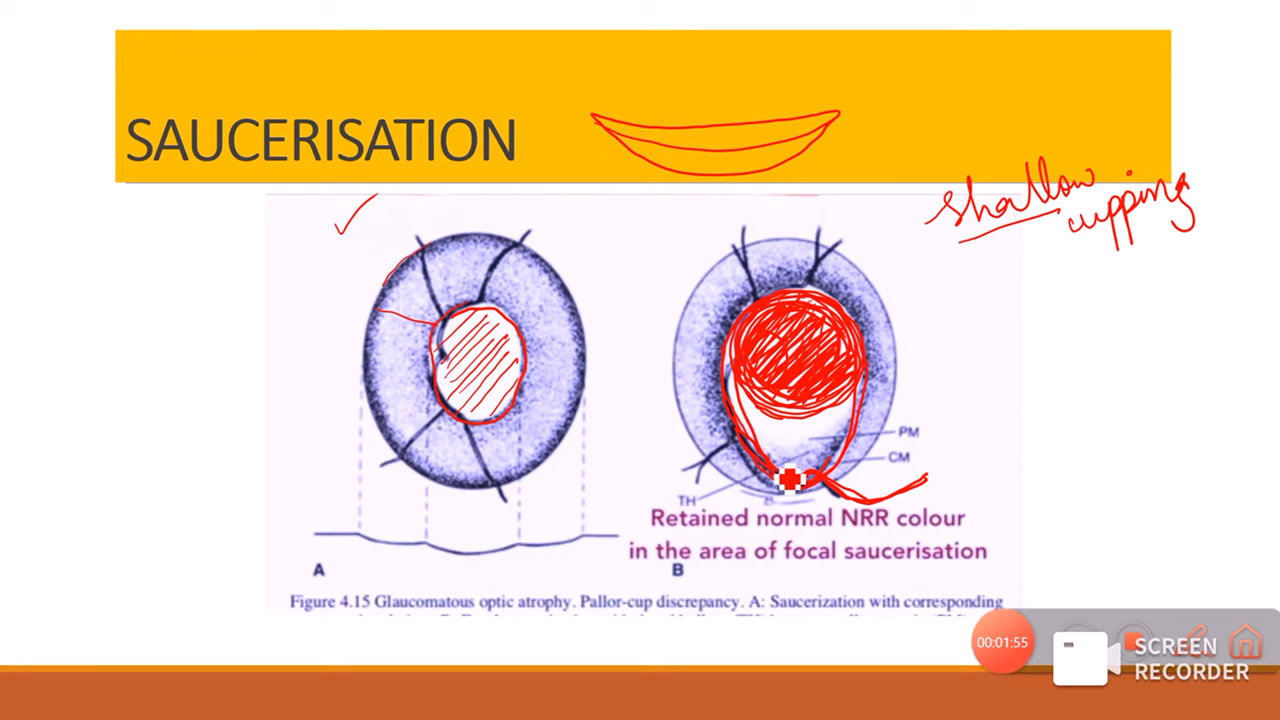 SAUCERISATION
shallow
cupping
PM
CM
TH
Retained normal NRR colour
in the area of focal saucerisation
A
B
Figure 4.15 Glaucomatous optic atrophy. Pallor-cup discrepancy. A: Saucerization with corresponding
00:01:55
SCREEN
RECORDER